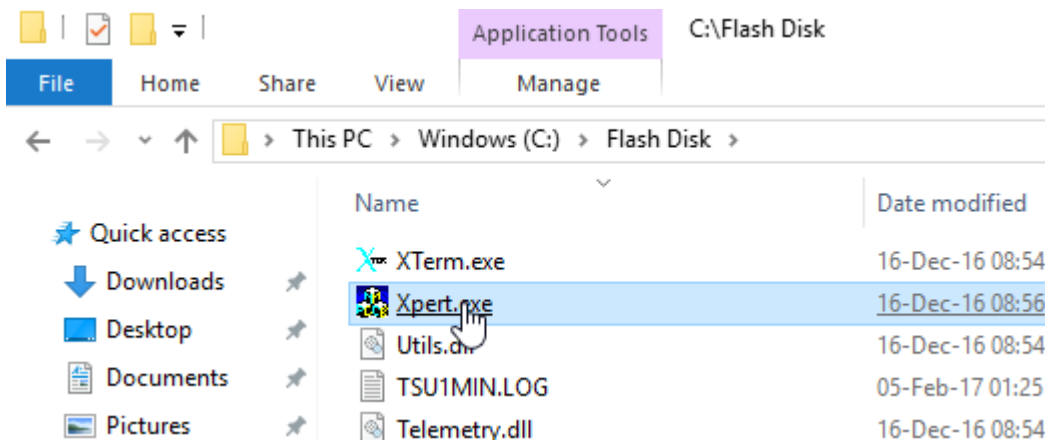 Application Tools C:\Flash Disk
File Home Share View Manage
This PC > Windows (C:) > Flash Disk >
Name Date modified
Quick access
Downloads
Desktop
Documents
Pictures
XTerm.exe 16-Dec-16 08:54
Xpert.exe 16-Dec-16 08:56
Utils.dll 16-Dec-16 08:54
TSU1MIN.LOG 05-Feb-17 01:25
Telemetry.dll 16-Dec-16 08:54